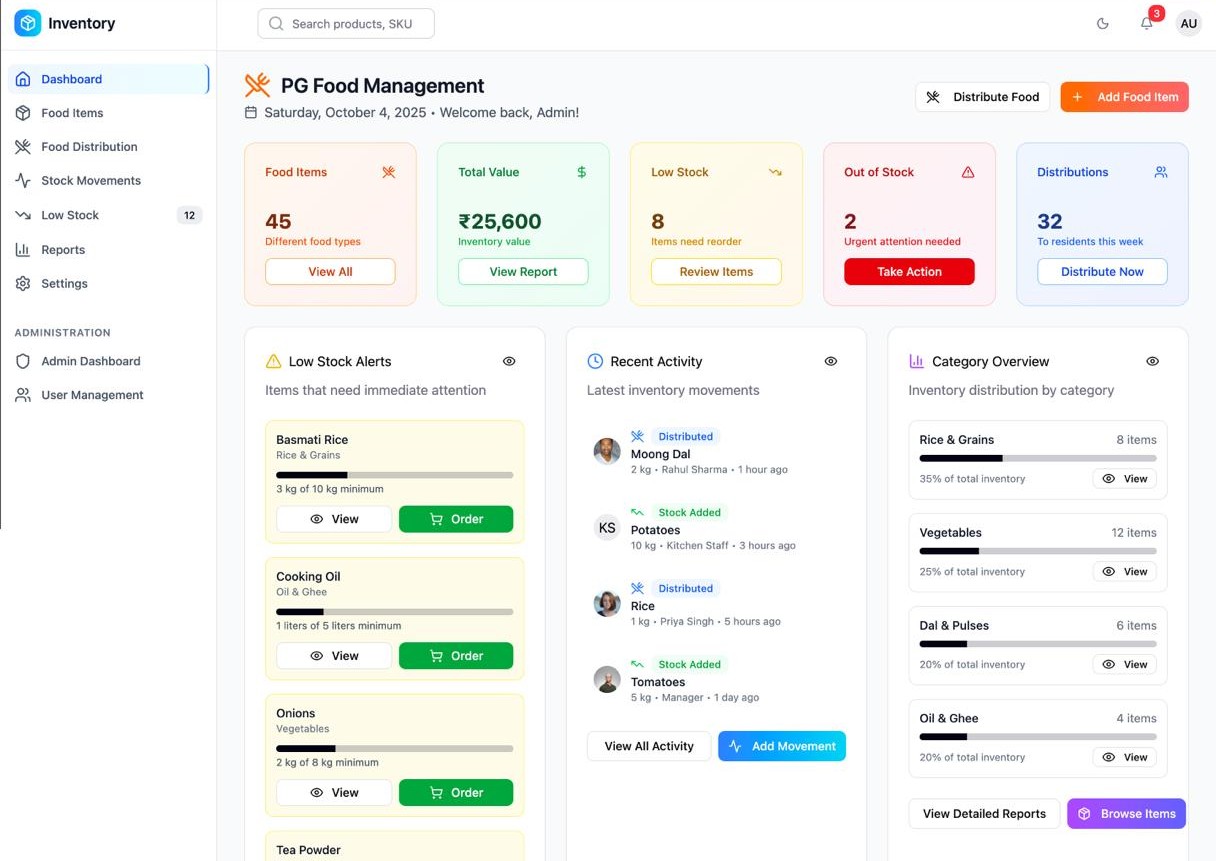 Inventory
Search products, SKU
3
AU
Dashboard
Food Items
Food Distribution
Stock Movements
Low Stock
12
Reports
Settings
ADMINISTRATION
Admin Dashboard
User Management
PG Food Management
Saturday, October 4, 2025 • Welcome back, Admin!
Distribute Food
+ Add Food Item
Food Items
45
Different food types
View All
Total Value
$
₹25,600
Inventory value
View Report
Low Stock
8
Items need reorder
Review Items
Out of Stock
2
Urgent attention needed
Take Action
Distributions
32
To residents this week
Distribute Now
Low Stock Alerts
Items that need immediate attention
Basmati Rice
Rice & Grains
3 kg of 10 kg minimum
View
Order
Cooking Oil
Oil & Ghee
1 liters of 5 liters minimum
View
Order
Onions
Vegetables
2 kg of 8 kg minimum
View
Order
Tea Powder
Recent Activity
Latest inventory movements
Distributed
Moong Dal
2 kg • Rahul Sharma • 1 hour ago
KS
Stock Added
Potatoes
10 kg • Kitchen Staff • 3 hours ago
Distributed
Rice
1 kg • Priya Singh • 5 hours ago
Stock Added
Tomatoes
5 kg • Manager • 1 day ago
View All Activity
Add Movement
Category Overview
Inventory distribution by category
Rice & Grains
8 items
35% of total inventory
View
Vegetables
12 items
25% of total inventory
View
Dal & Pulses
6 items
20% of total inventory
View
Oil & Ghee
4 items
20% of total inventory
View
View Detailed Reports
Browse Items